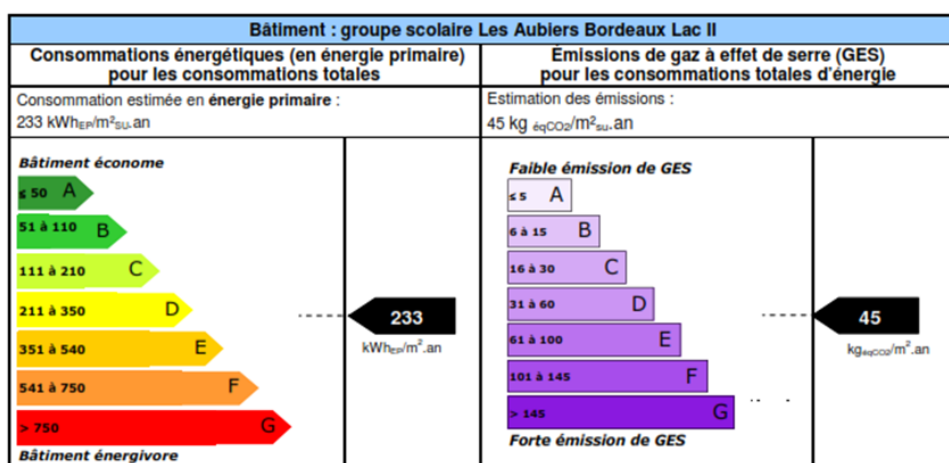 Bâtiment : groupe scolaire Les Aubiers Bordeaux Lac II
Consommations énergétiques (en énergie primaire)
pour les consommations totales
Consommation estimée en énergie primaire :
233 kWhEP/m²SU.an
Bâtiment économe
≤ 50 A
51 à 110 B
111 à 210 C
211 à 350 D
351 à 540 E
541 à 750 F
> 750 G
Bâtiment énergivore
233
kWhEP/m².an
Émissions de gaz à effet de serre (GES)
pour les consommations totales d'énergie
Estimation des émissions :
45 kg éqCO2/m²su.an
Faible émission de GES
≤ 5 A
6 à 15 B
16 à 30 C
31 à 60 D
61 à 100 E
101 à 145 F
> 145 G
Forte émission de GES
45
kgéqCO2/m².an